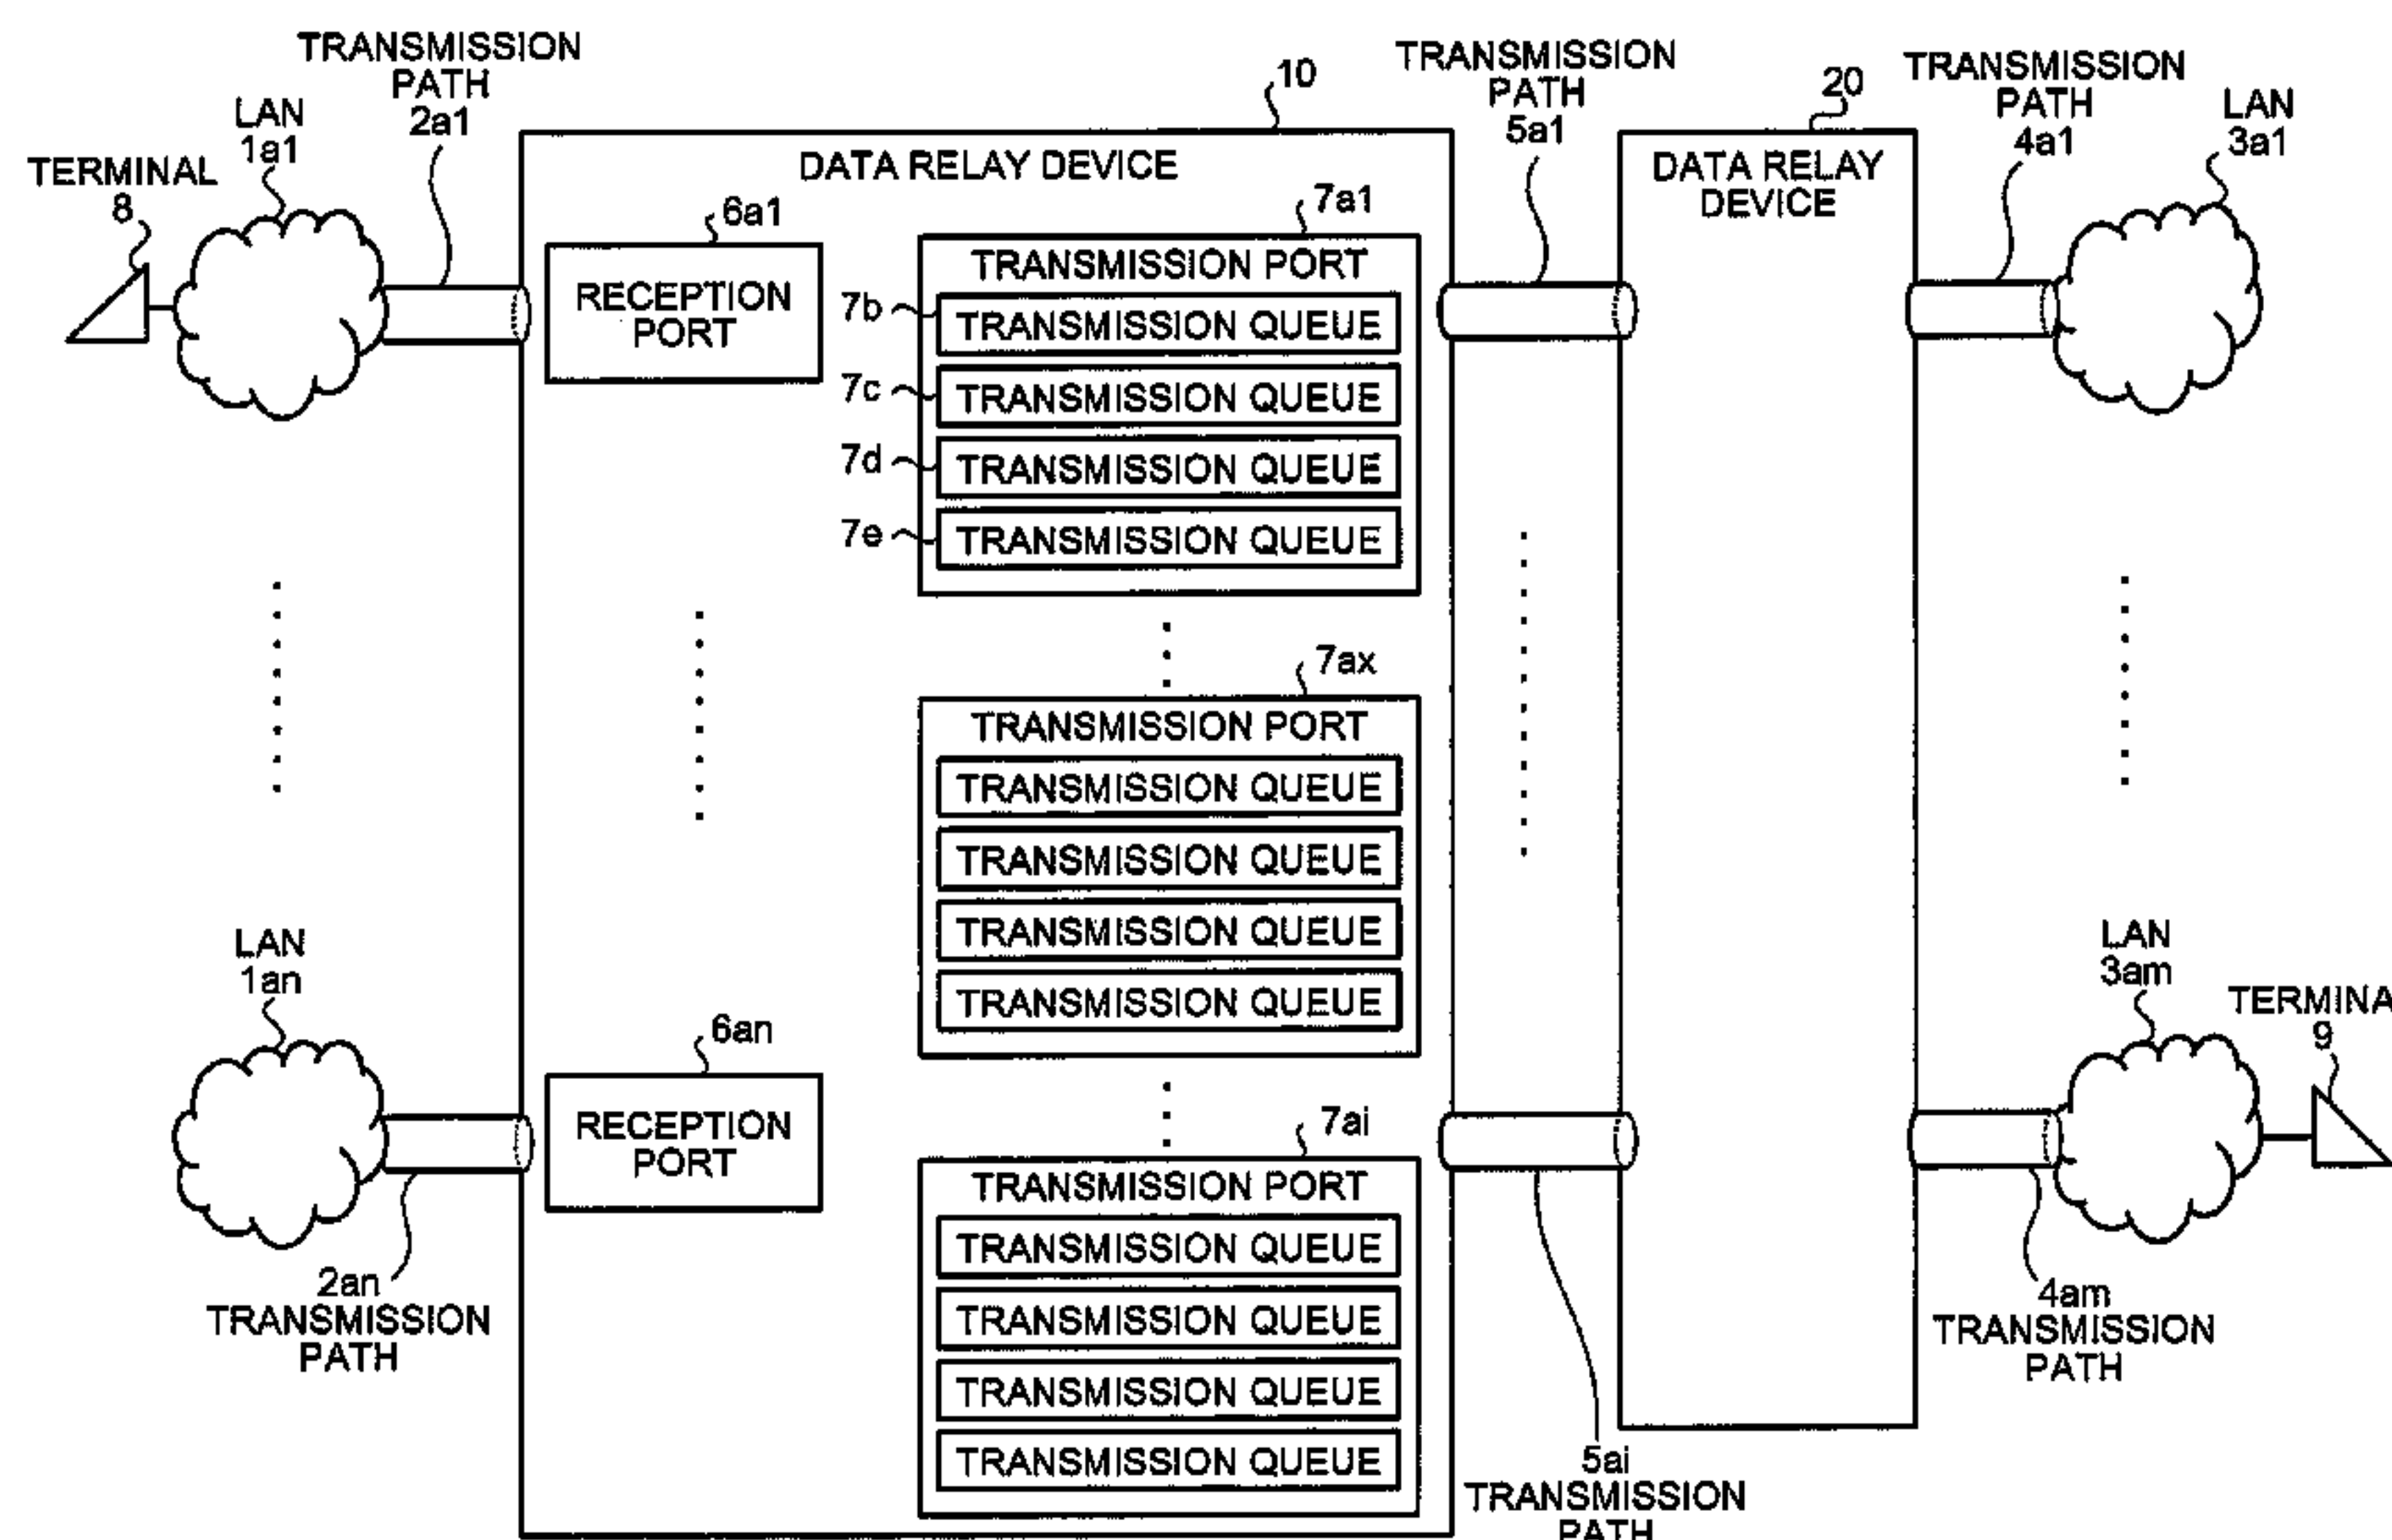 TRANSMISSION
PATH
2a1
LAN
1a1
TERMINAL
8
10
DATA RELAY DEVICE
6a1
RECEPTION
PORT
7a1
TRANSMISSION PORT
7b
TRANSMISSION QUEUE
7c
TRANSMISSION QUEUE
7d
TRANSMISSION QUEUE
7e
TRANSMISSION QUEUE
7ax
TRANSMISSION PORT
TRANSMISSION QUEUE
TRANSMISSION QUEUE
TRANSMISSION QUEUE
TRANSMISSION QUEUE
LAN
1an
2an
TRANSMISSION
PATH
6an
RECEPTION
PORT
7ai
TRANSMISSION PORT
TRANSMISSION QUEUE
TRANSMISSION QUEUE
TRANSMISSION QUEUE
TRANSMISSION QUEUE
TRANSMISSION
PATH
5a1
20
DATA RELAY
DEVICE
TRANSMISSION
PATH
4a1
LAN
3a1
LAN
3am
TERMINA
9
4am
TRANSMISSION
PATH
5ai
TRANSMISSION
PATH